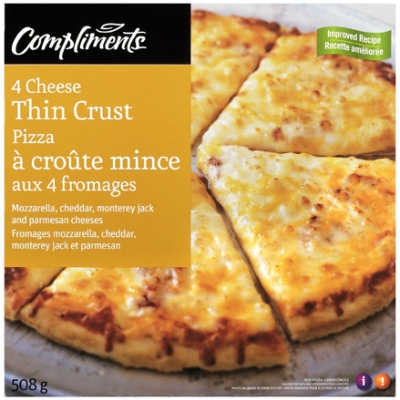 Compliments
Improved Recipe
Recette améliorée
4 Cheese
Thin Crust
Pizza
à croûte mince
aux 4 fromages
Mozzarella, cheddar, monterey jack
and parmesan cheeses
Fromages mozzarella, cheddar,
monterey jack et parmesan
508 g